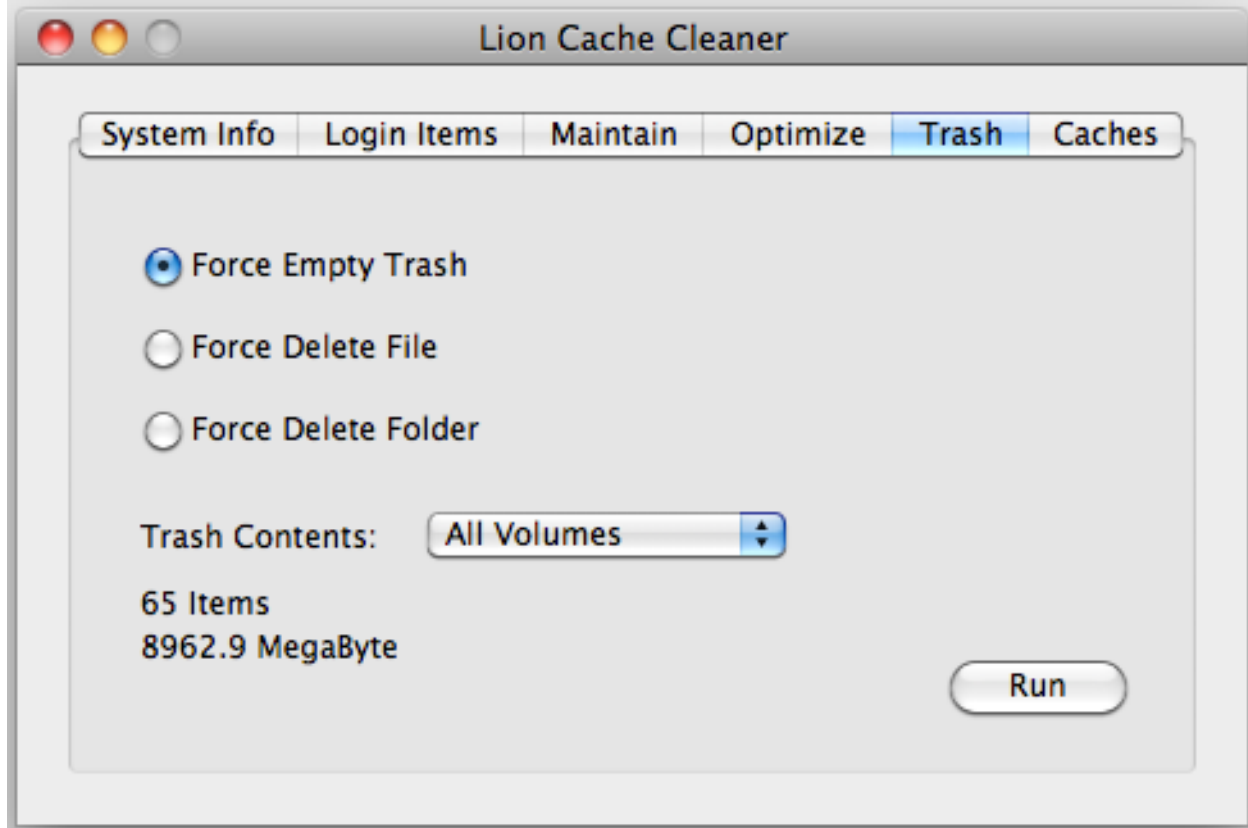 Lion Cache Cleaner
System Info Login Items Maintain Optimize Trash Caches
Force Empty Trash
Force Delete File
Force Delete Folder
Trash Contents: All Volumes
65 Items
8962.9 MegaByte
Run